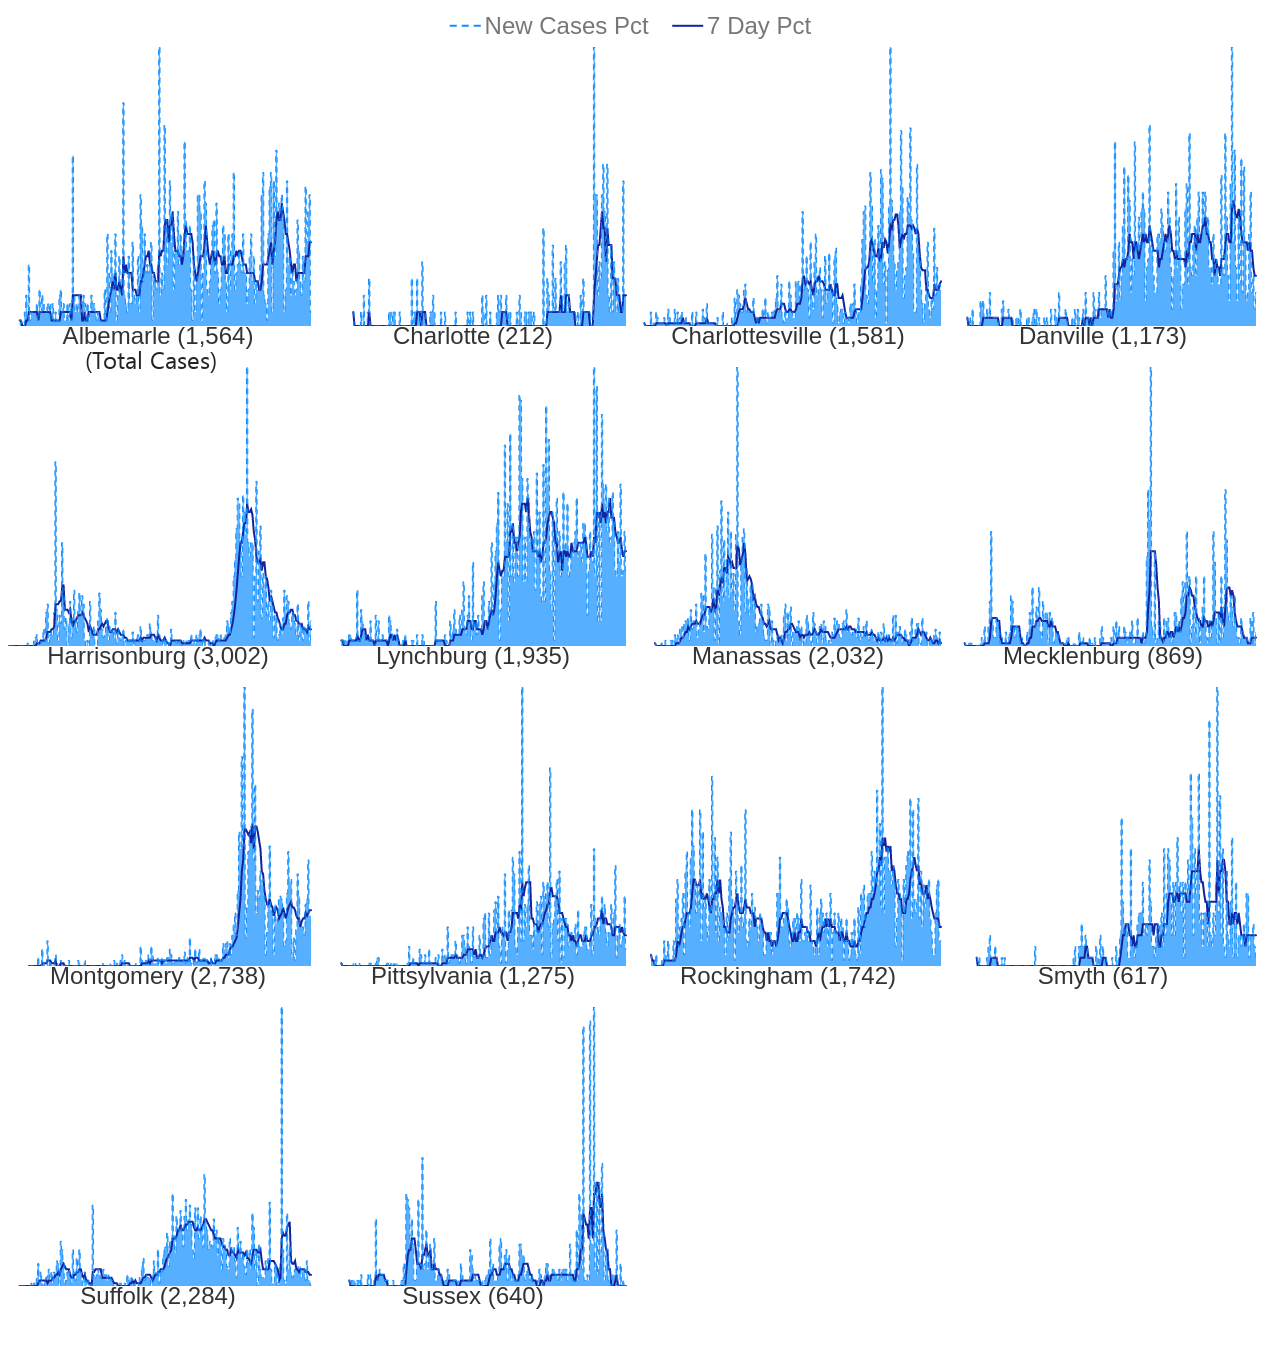 New Cases Pct 7 Day Pct
Albemarle (1,564) Charlotte (212) Charlottesville (1,581) Danville (1,173)
(Total Cases)
Harrisonburg (3,002) Lynchburg (1,935) Manassas (2,032) Mecklenburg (869)
Montgomery (2,738) Pittsylvania (1,275) Rockingham (1,742) Smyth (617)
Suffolk (2,284) Sussex (640)